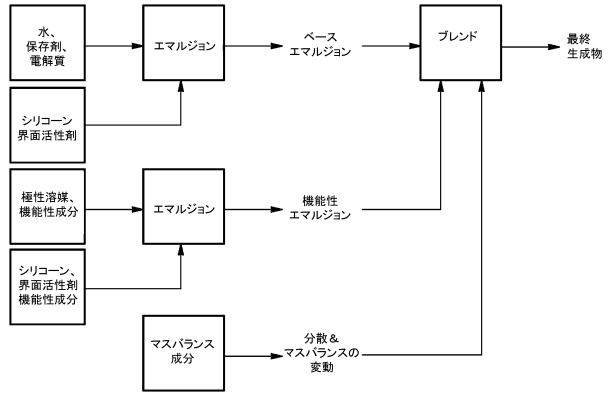 水、
保存剤、
電解質
エマルジョン
ベース
エマルジョン
ブレンド
最終
生成物
シリコーン
界面活性剤
極性溶媒、
機能性成分
エマルジョン
機能性
エマルジョン
シリコーン、
界面活性剤
機能性成分
マスバランス
成分
分散&
マスバランスの
変動